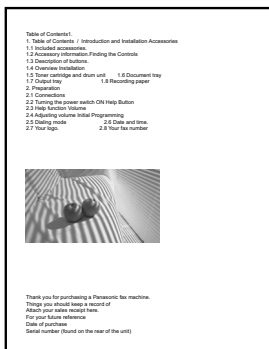 Table of Contents1.
1. Table of Contents / Introduction and Installation Accessories
1.1 Included accessories.
1.2 Accessory information.Finding the Controls
1.3 Description of buttons.
1.4 Overview Installation
1.5 Toner cartridge and drum unit 1.6 Document tray
1.7 Output tray 1.8 Recording paper
2. Preparation
2.1 Connections
2.2 Turning the power switch ON Help Button
2.3 Help function Volume
2.4 Adjusting volume Initial Programming
2.5 Dialing mode 2.6 Date and time.
2.7 Your logo. 2.8 Your fax number
Thank you for purchasing a Panasonic fax machine.
Things you should keep a record of
Attach your sales receipt here.
For your future reference
Date of purchase
Serial number (found on the rear of the unit)